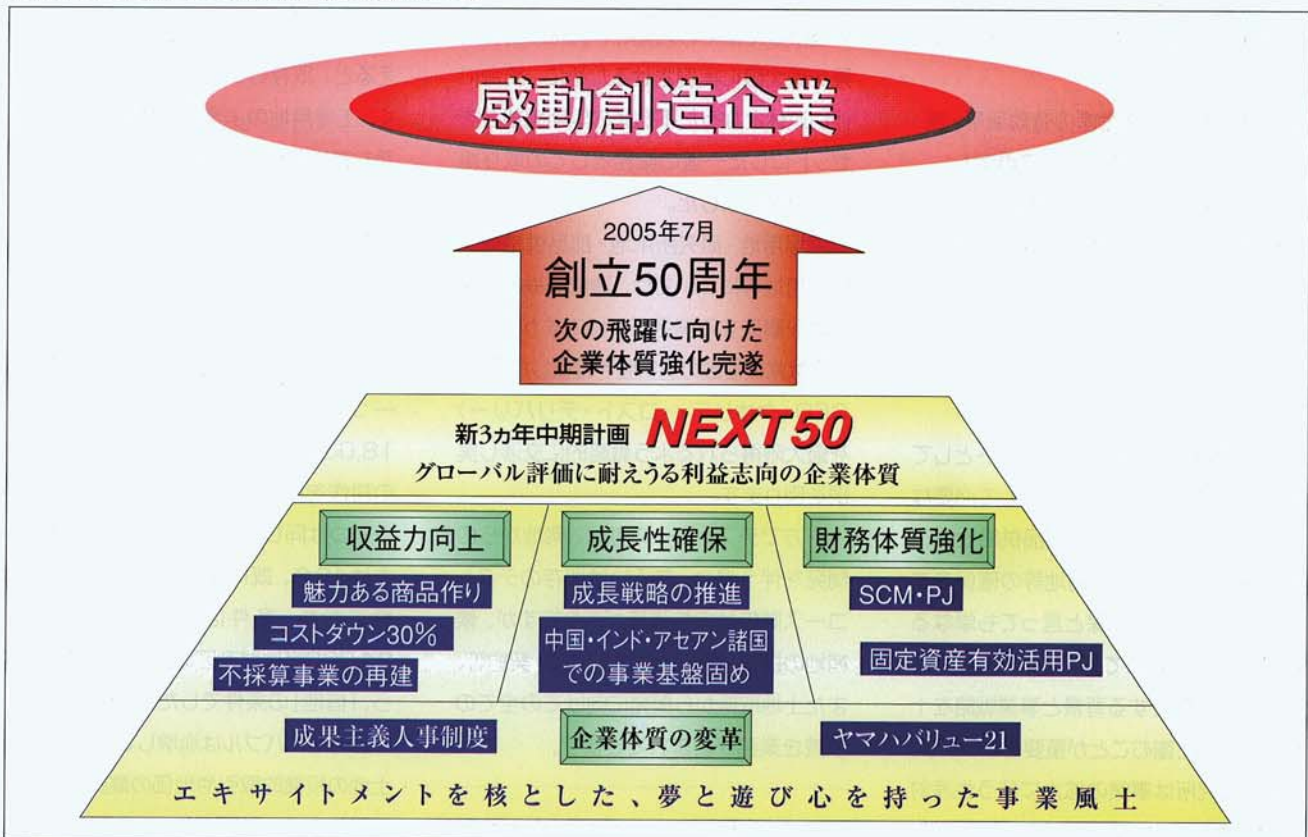 感動創造企業
2005年7月
創立50周年
次の飛躍に向けた
企業体質強化完遂
新3ヵ年中期計画 NEXT50
グローバル評価に耐えうる利益志向の企業体質
収益力向上
魅力ある商品作り
コストダウン30%
不採算事業の再建
成長性確保
成長戦略の推進
中国・インド・アセアン諸国
での事業基盤固め
財務体質強化
SCM・PJ
固定資産有効活用PJ
成果主義人事制度
企業体質の変革
ヤマハバリュー21
エキサイトメントを核とした、夢と遊び心を持った事業風土